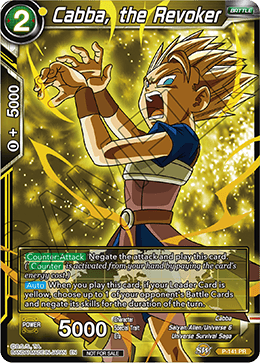 BATTLE
2 Cabba, the Revoker
0 + 5000
Counter:Attack Negate the attack and play this card.
(Counter is activated from your hand by paying the card's
energy cost.)
Auto When you play this card, if your Leader Card is
yellow, choose up to 1 of your opponent's Battle Cards
and negate its skills for the duration of the turn.
POWER
5000
Character
Special Trait
Era
Cabba
Saiyan, Alien/Universe 6
Universe Survival Saga
EN
NOT FOR SALE
P-141 PR